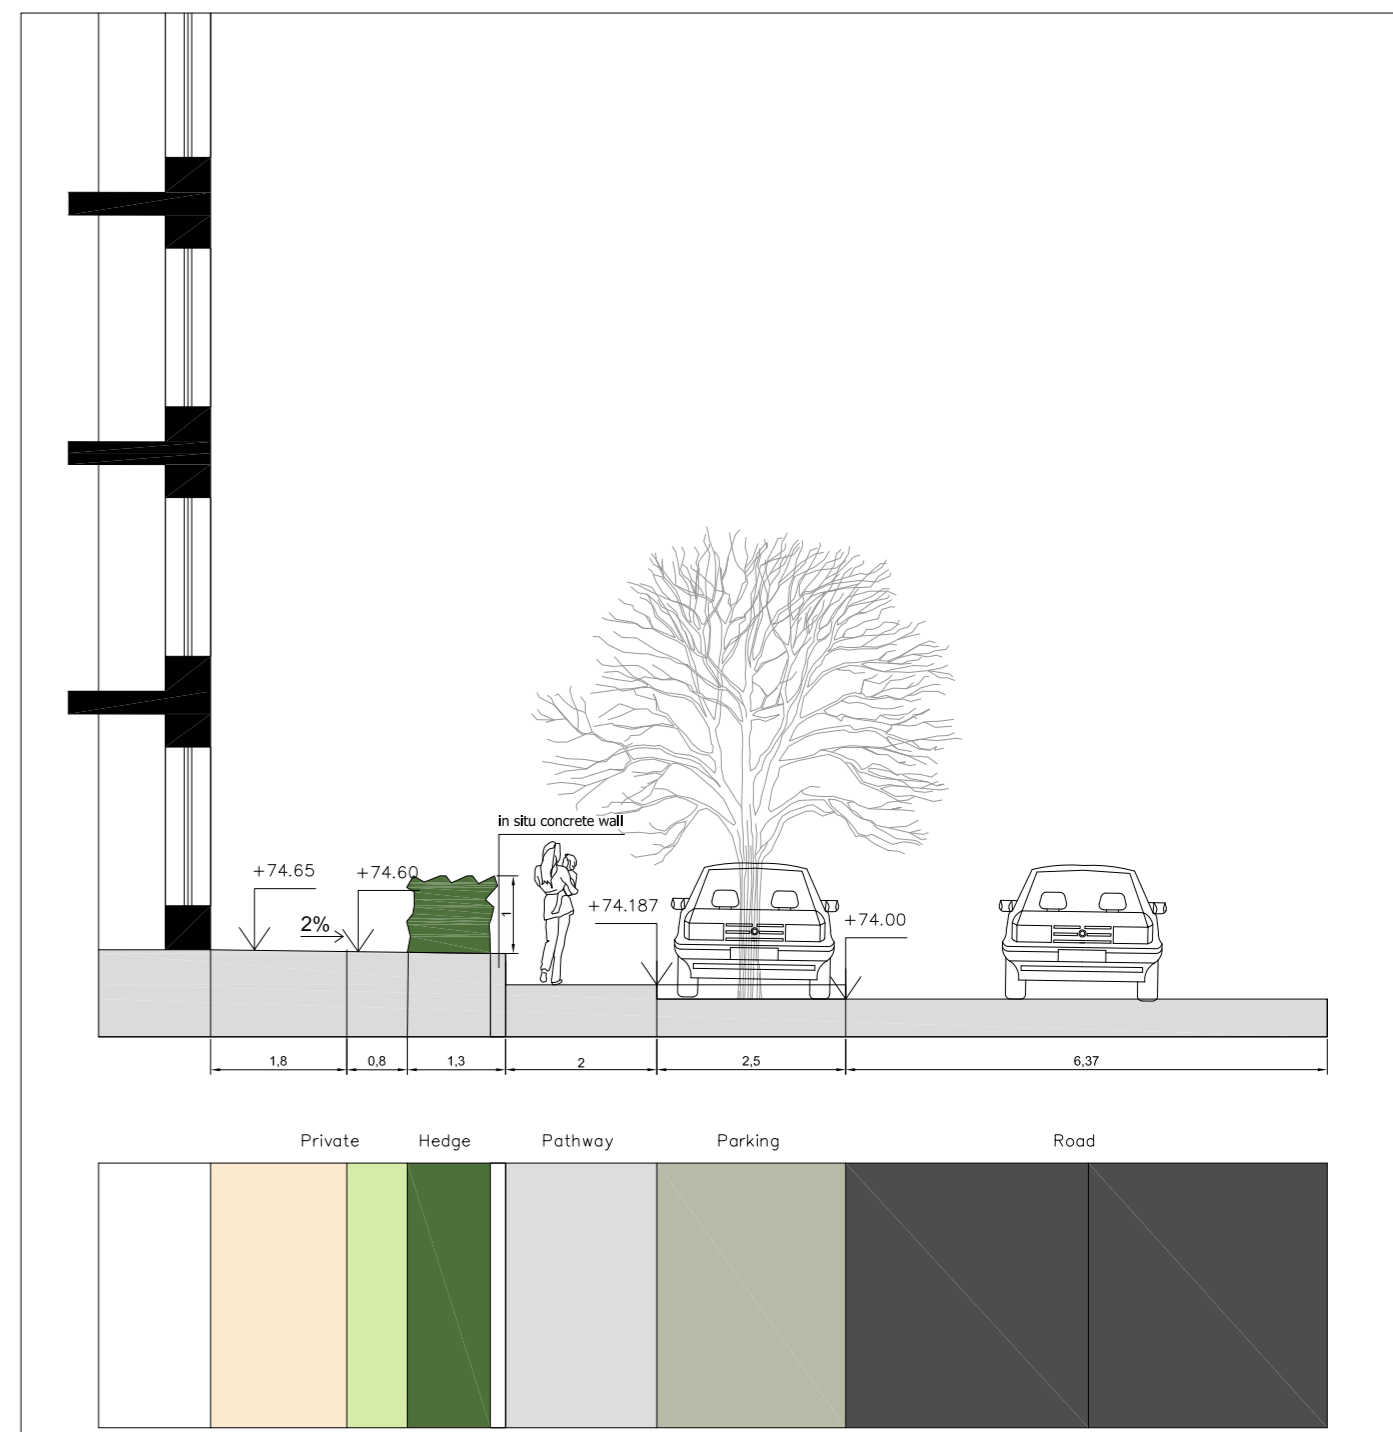 in situ concrete wall
+74.65
+74.60
2%
1
+74.187
+74.00
1,8
0,8
1,3
2
2,5
6,37
Private
Hedge
Pathway
Parking
Road